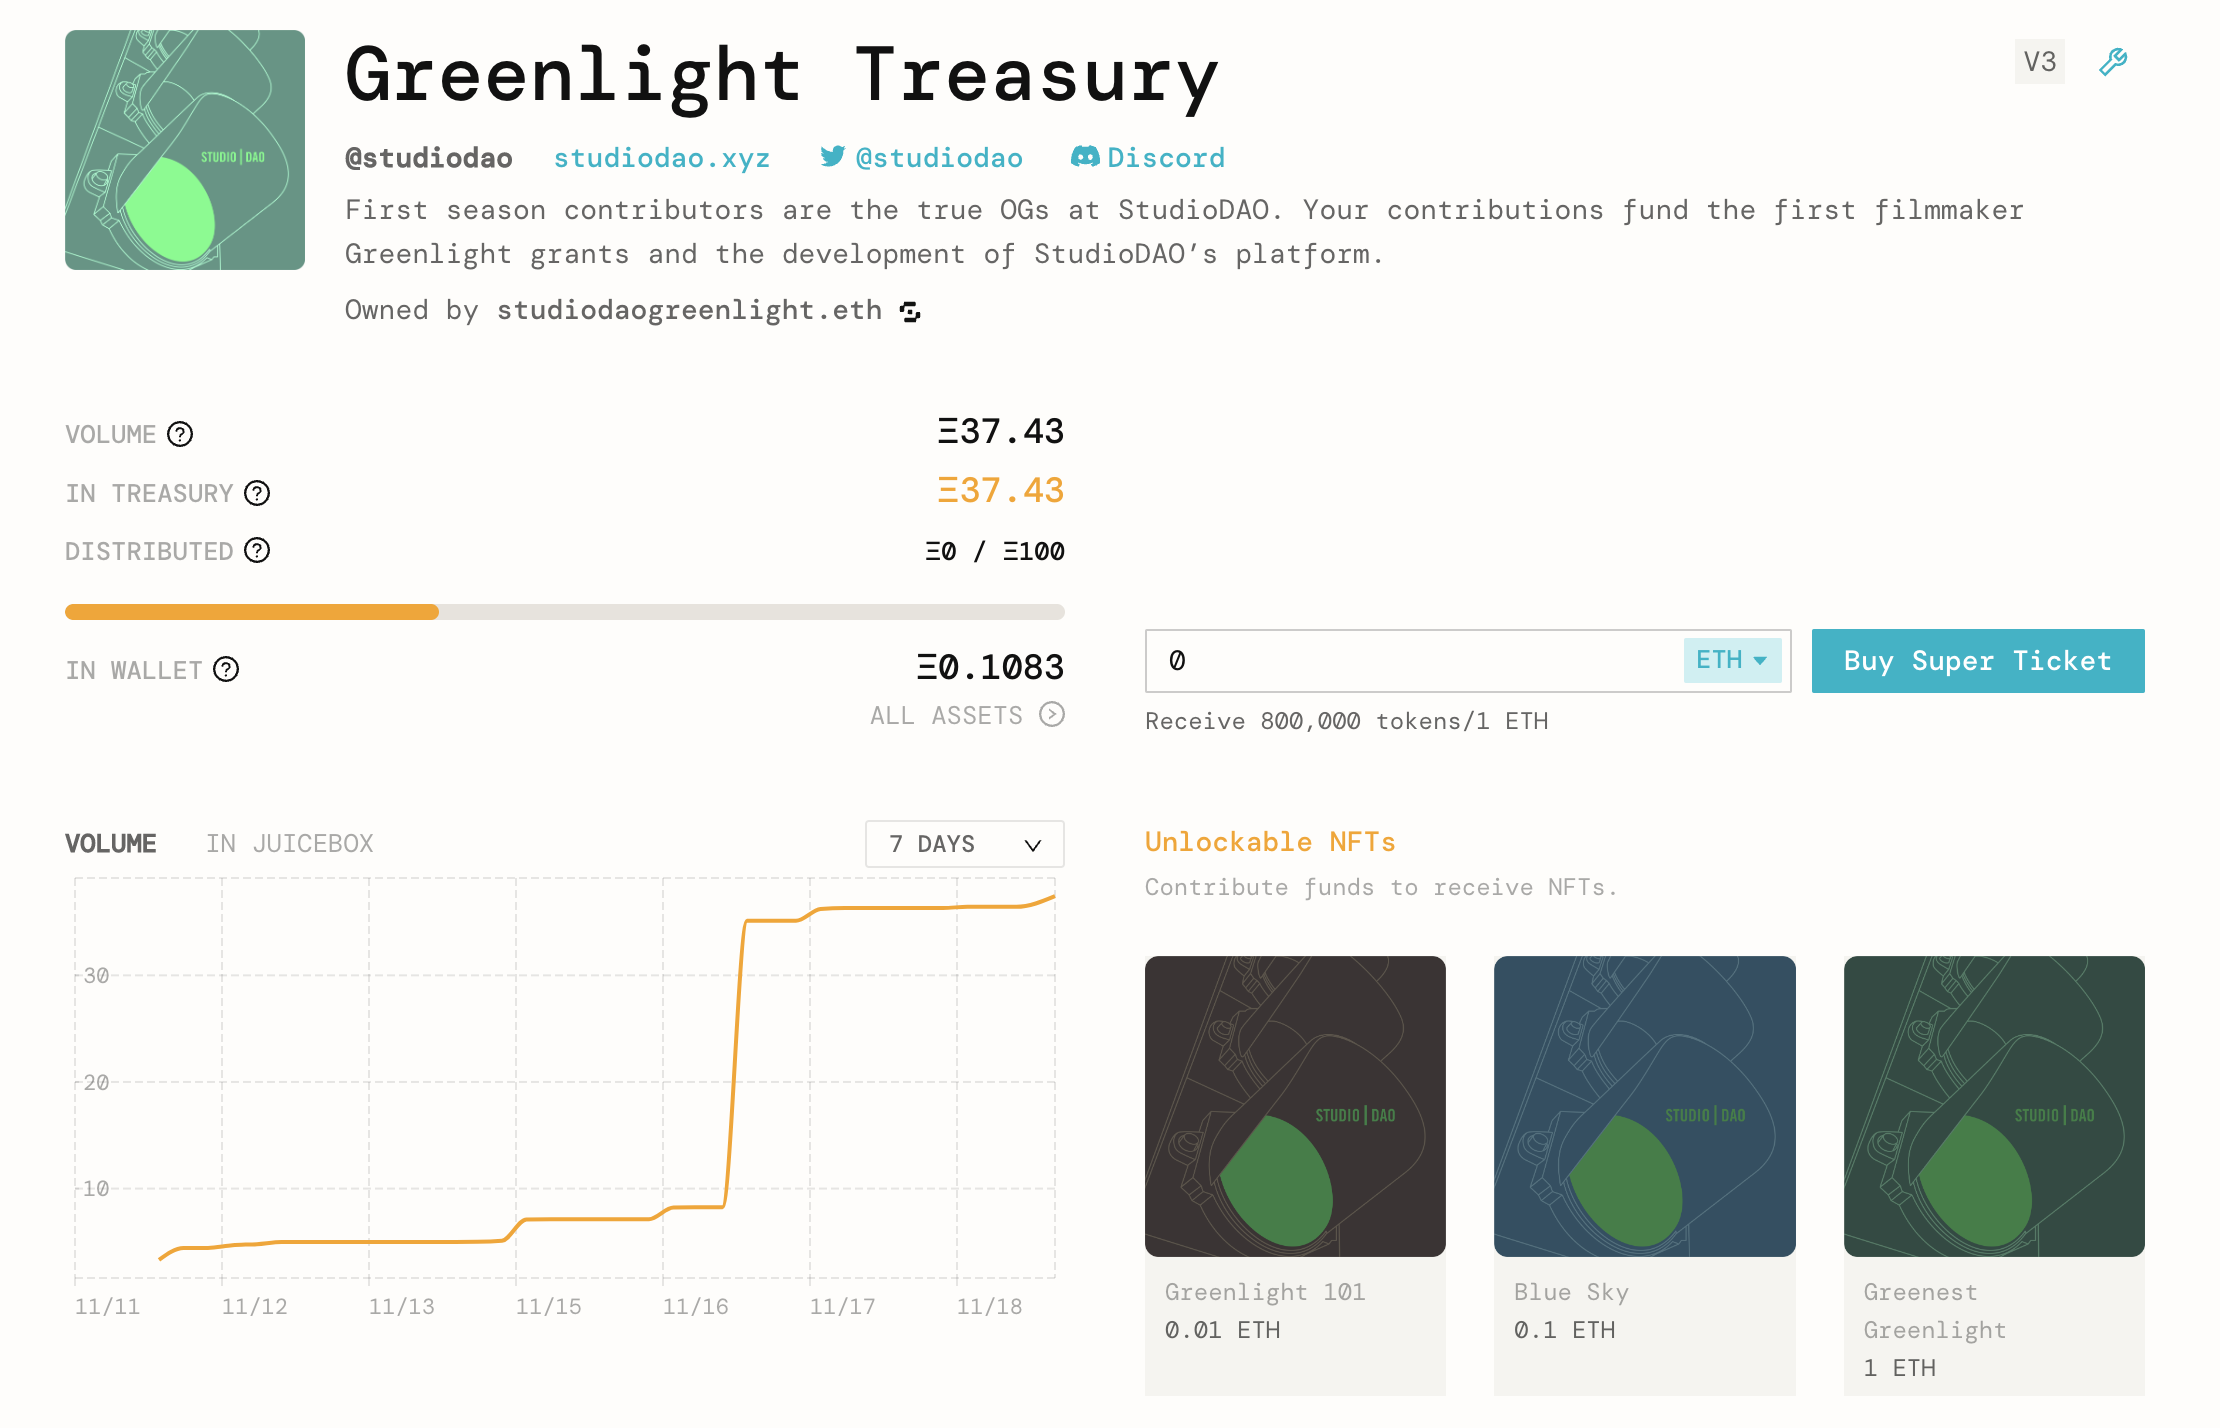 Greenlight Treasury
V3
@studiodao studiodao.xyz @studiodao Discord
First season contributors are the true OGs at StudioDAO. Your contributions fund the first filmmaker
Greenlight grants and the development of StudioDAO’s platform.
Owned by studiodaogreenlight.eth
STUDIO | DAO
VOLUME ? Ξ37.43
IN TREASURY ? Ξ37.43
DISTRIBUTED ? Ξ0 / Ξ100
IN WALLET ? Ξ0.1083
ALL ASSETS
0 ETH Buy Super Ticket
Receive 800,000 tokens/1 ETH
VOLUME IN JUICEBOX 7 DAYS
30
20
10
11/11 11/12 11/13 11/15 11/16 11/17 11/18
Unlockable NFTs
Contribute funds to receive NFTs.
STUDIO | DAO
Greenlight 101
0.01 ETH
STUDIO | DAO
Blue Sky
0.1 ETH
STUDIO | DAO
Greenest
Greenlight
1 ETH